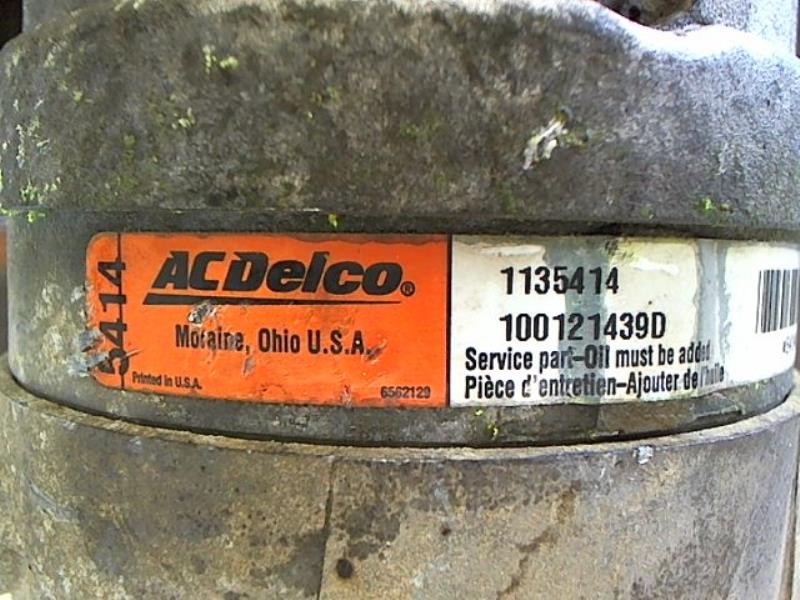 5414
ACDelco®
Moraine, Ohio U.S.A.
Printed in U.S.A.
6562129
1135414
100121439D
Service part-Oil must be added
Pièce d'entretien-Ajouter de l'huile